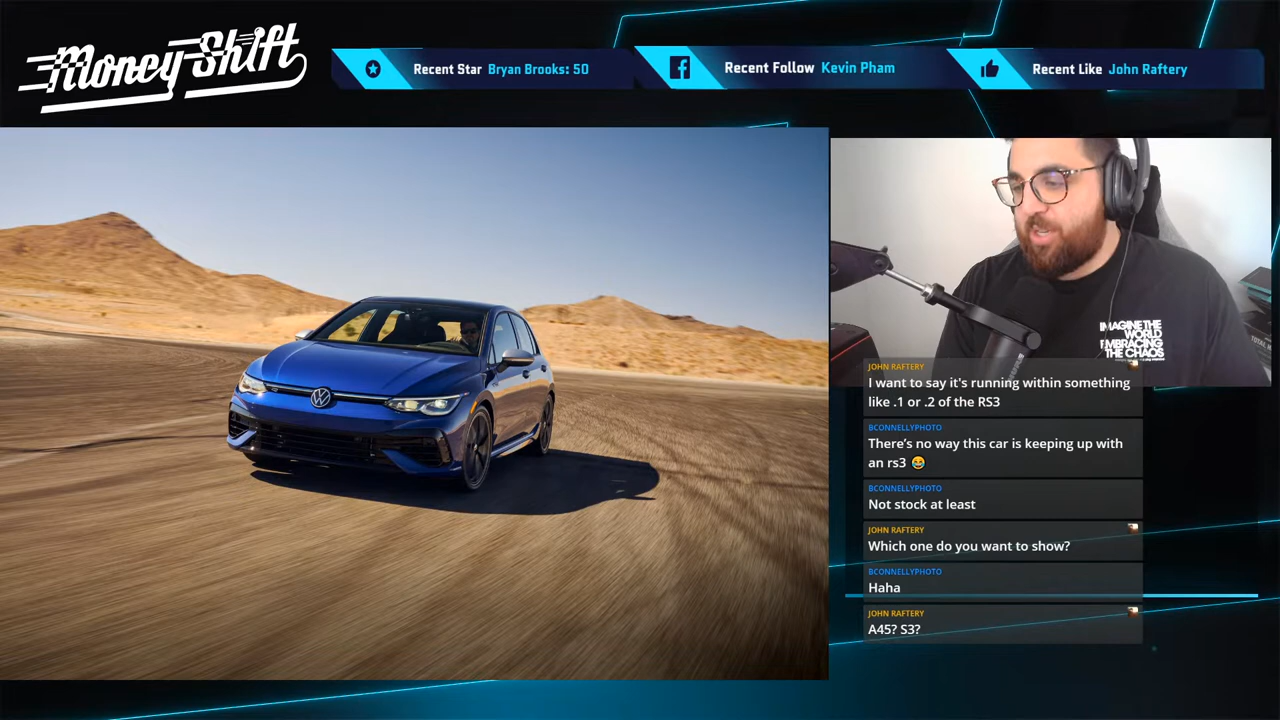 Money Shift
Recent Star Bryan Brooks: 50
Recent Follow Kevin Pham
Recent Like John Raftery
IMAGINE THE
WORLD
EMBRACING
THE CHAOS
JOHN RAFTERY
I want to say it's running within something
like .1 or .2 of the RS3
BCONNELLYPHOTO
There's no way this car is keeping up with
an rs3 😂
BCONNELLYPHOTO
Not stock at least
JOHN RAFTERY
Which one do you want to show?
BCONNELLYPHOTO
Haha
JOHN RAFTERY
A45? S3?